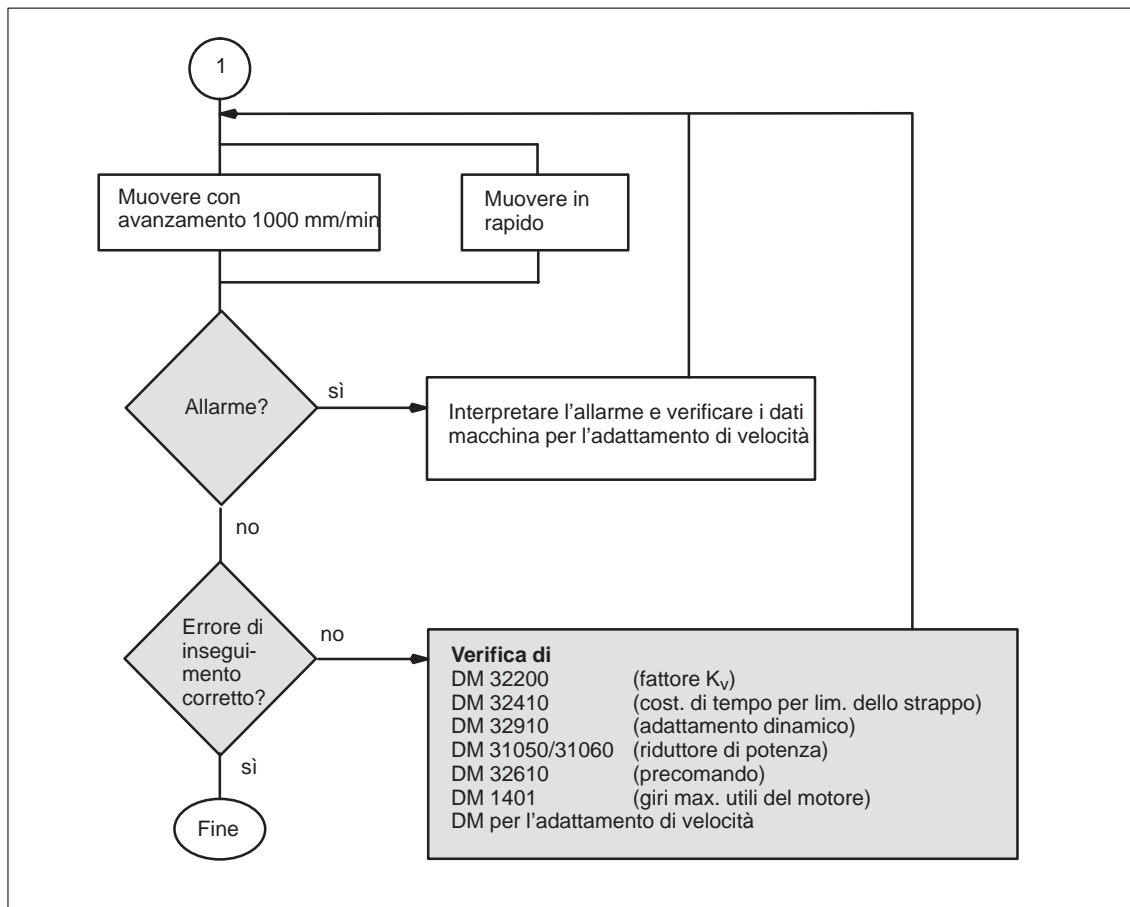 1
Muovere con
avanzamento 1000 mm/min
Muovere in
rapido
Allarme?
sì
Interpretare l'allarme e verificare i dati
macchina per l'adattamento di velocità
no
Errore di
insegui-
mento
corretto?
no
Verifica di
DM 32200 (fattore Kv)
DM 32410 (cost. di tempo per lim. dello strappo)
DM 32910 (adattamento dinamico)
DM 31050/31060 (riduttore di potenza)
DM 32610 (precomando)
DM 1401 (giri max. utili del motore)
DM per l'adattamento di velocità
sì
Fine